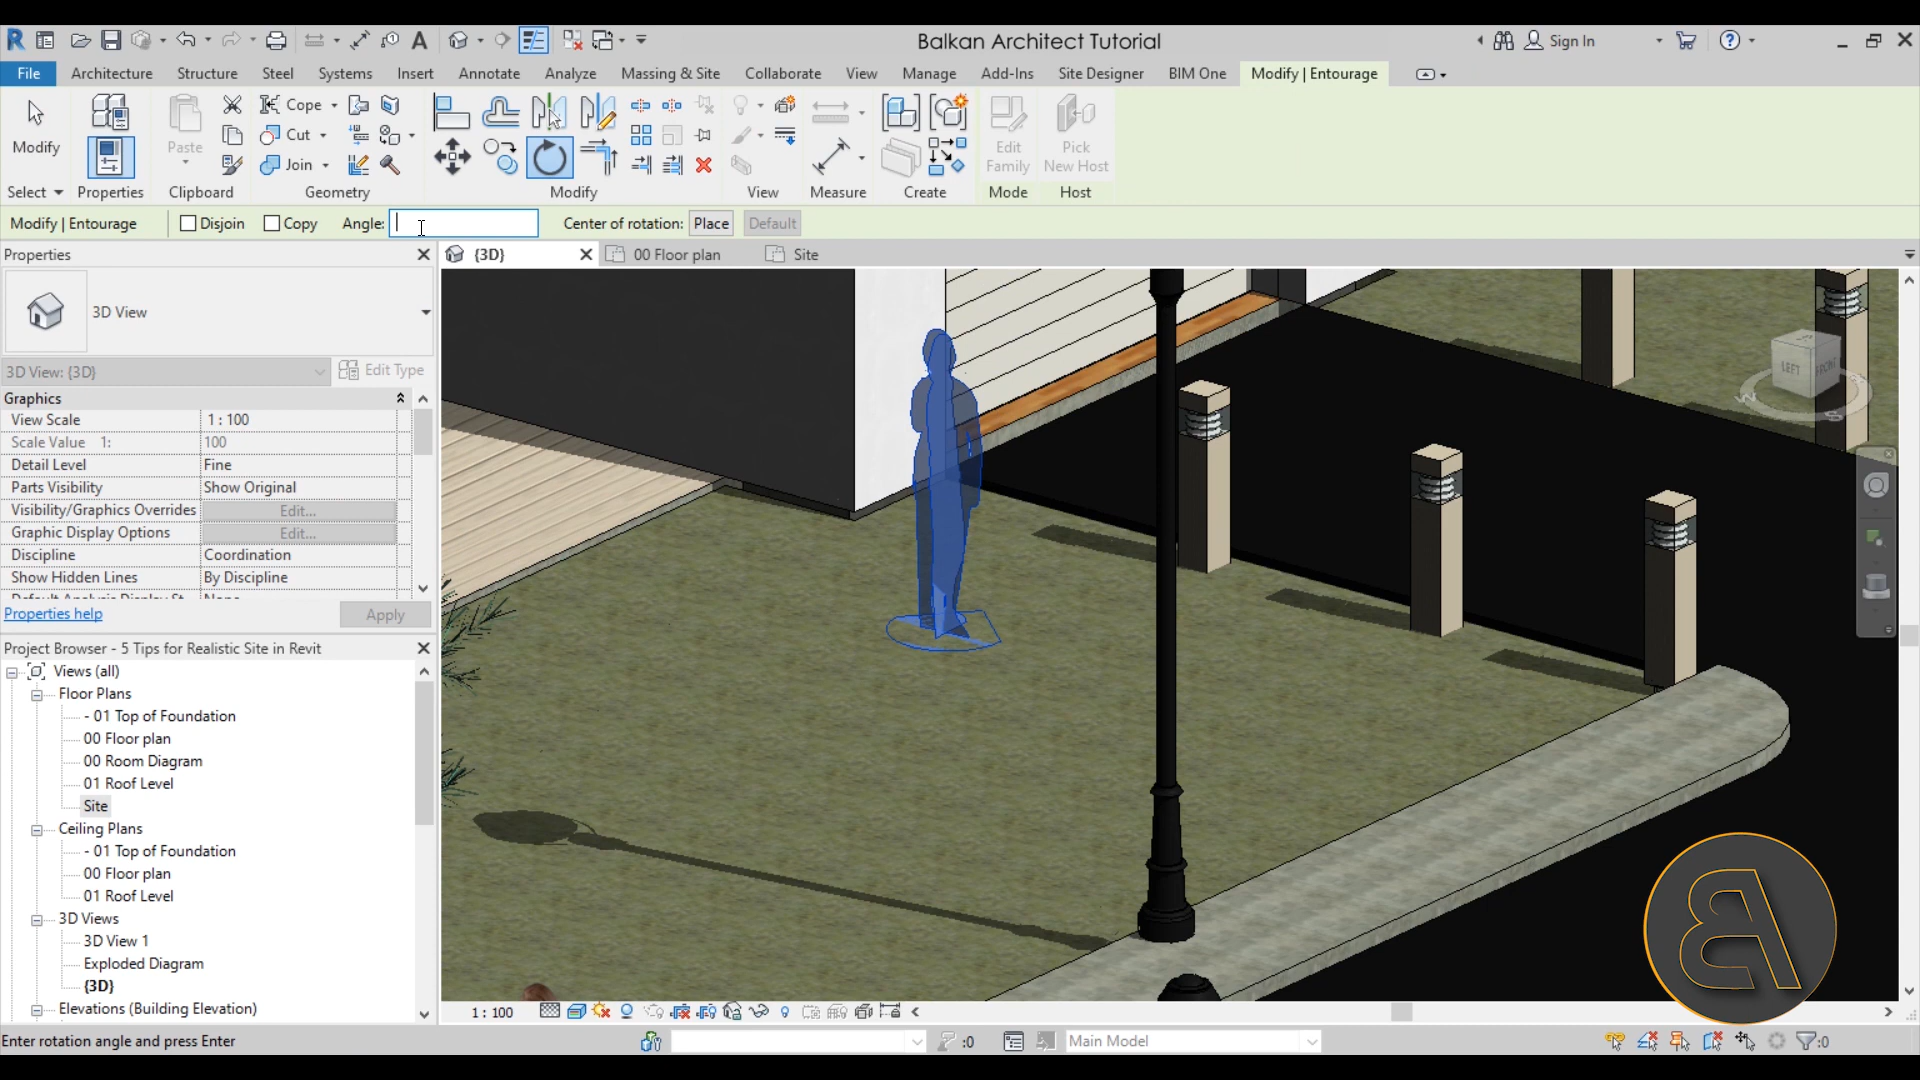 Balkan Architect Tutorial
Sign In
File Architecture Structure Steel Systems Insert Annotate Analyze Massing & Site Collaborate View Manage Add-Ins Site Designer BIM One Modify | Entourage
Modify
Paste
Cope
Cut
Join
Edit Family
Pick New Host
Select Properties Clipboard Geometry Modify View Measure Create Mode Host
Modify | Entourage Disjoin Copy Angle: Center of rotation: Place Default
Properties
{3D} 00 Floor plan Site
3D View
3D View: {3D} Edit Type
Graphics
View Scale 1 : 100
Scale Value 1: 100
Detail Level Fine
Parts Visibility Show Original
Visibility/Graphics Overrides Edit...
Graphic Display Options Edit...
Discipline Coordination
Show Hidden Lines By Discipline
Properties help Apply
LEFT FRONT
Project Browser - 5 Tips for Realistic Site in Revit
Views (all)
Floor Plans
- 01 Top of Foundation
00 Floor plan
00 Room Diagram
01 Roof Level
Site
Ceiling Plans
- 01 Top of Foundation
00 Floor plan
01 Roof Level
3D Views
3D View 1
Exploded Diagram
{3D}
Elevations (Building Elevation)
1 : 100
Enter rotation angle and press Enter
:0
Main Model
:0